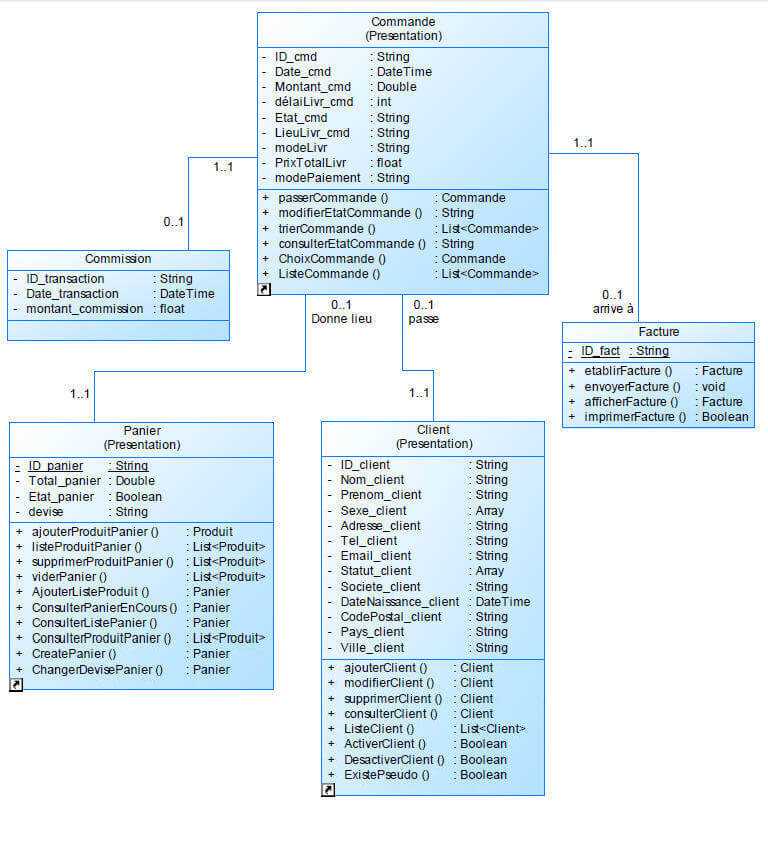 Commande
(Presentation)
- ID_cmd : String
- Date_cmd : DateTime
- Montant_cmd : Double
- délaiLivr_cmd : int
- Etat_cmd : String
- LieuLivr_cmd : String
- modeLivr : String
- PrixTotalLivr : float
- modePaiement : String
+ passerCommande () : Commande
+ modifierEtatCommande () : String
+ trierCommande () : List<Commande>
+ consulterEtatCommande () : String
+ ChoixCommande () : Commande
+ ListeCommande () : List<Commande>
1..1
0..1
1..1
0..1
arrive à
Commission
- ID_transaction : String
- Date_transaction : DateTime
- montant_commission : float
0..1
Donne lieu
1..1
0..1
passe
1..1
Facture
- ID_fact : String
+ etablirFacture () : Facture
+ envoyerFacture () : void
+ afficherFacture () : Facture
+ imprimerFacture () : Boolean
Panier
(Presentation)
- ID_panier : String
- Total_panier : Double
- Etat_panier : Boolean
- devise : String
+ ajouterProduitPanier () : Produit
+ listeProduitPanier () : List<Produit>
+ supprimerProduitPanier () : List<Produit>
+ viderPanier () : List<Produit>
+ AjouterListeProduit () : Panier
+ ConsulterPanierEnCours () : Panier
+ ConsulterListePanier () : Panier
+ ConsulterProduitPanier () : List<Produit>
+ CreatePanier () : Panier
+ ChangerDevisePanier () : Panier
Client
(Presentation)
- ID_client : String
- Nom_client : String
- Prenom_client : String
- Sexe_client : Array
- Adresse_client : String
- Tel_client : String
- Email_client : String
- Statut_client : Array
- Societe_client : String
- DateNaissance_client : DateTime
- CodePostal_client : String
- Pays_client : String
- Ville_client : String
+ ajouterClient () : Client
+ modifierClient () : Client
+ supprimerClient () : Client
+ consulterClient () : Client
+ ListeClient () : List<Client>
+ ActiverClient () : Boolean
+ DesactiverClient () : Boolean
+ ExistePseudo () : Boolean